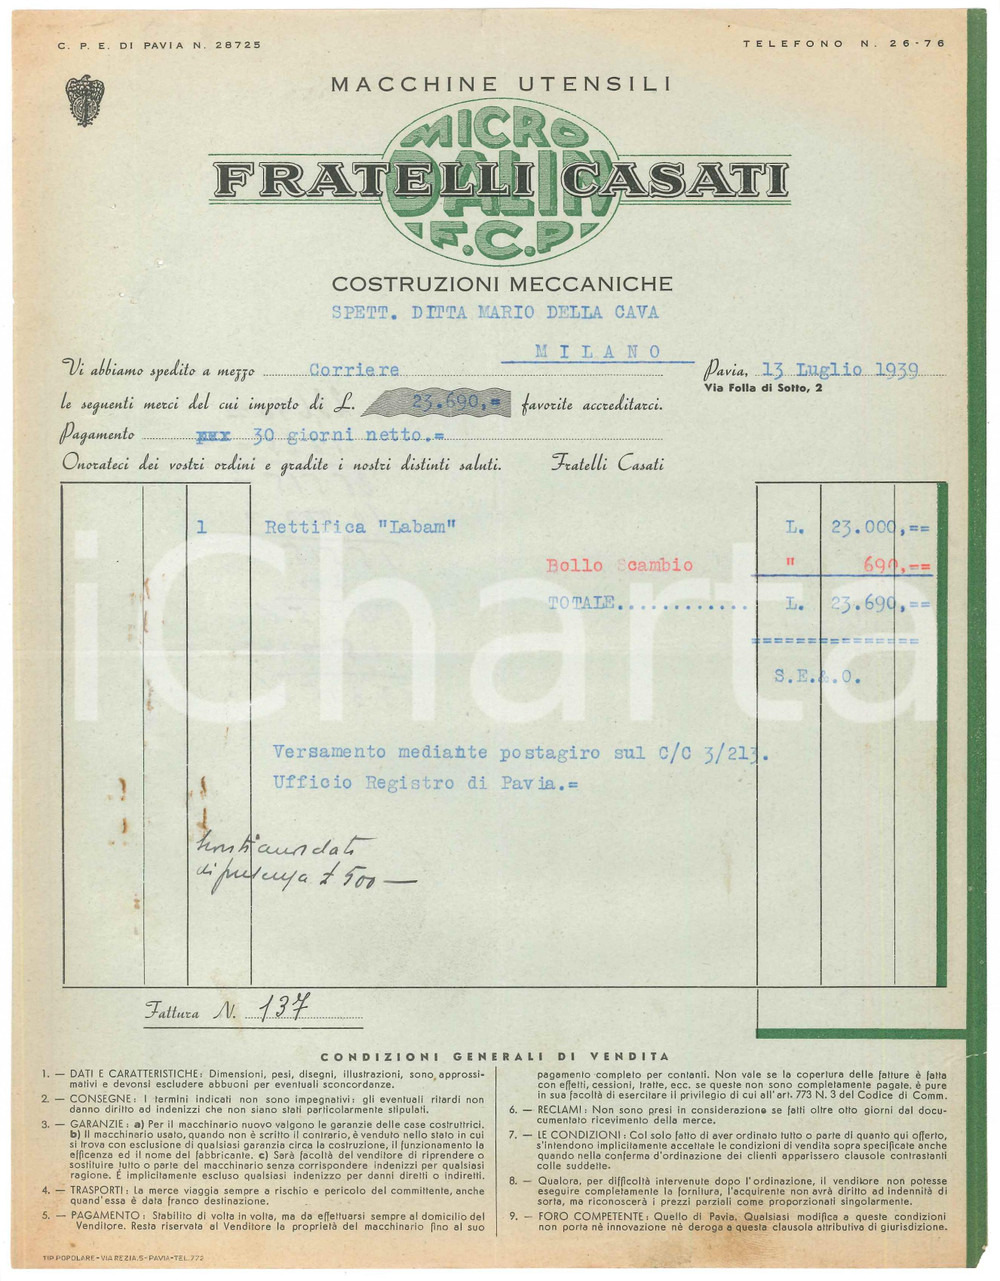 C. P. E. DI PAVIA N. 28725
TELEFONO N. 26-76
MACCHINE UTENSILI
MICRO
DALIN
F.C.P.
FRATELLI CASATI
COSTRUZIONI MECCANICHE
SPETT. DITTA MARIO DELLA CAVA
MILANO
Vi abbiamo spedito a mezzo Corriere
Pavia, 13 Luglio 1939
Via Folla di Sotto, 2
le seguenti merci del cui importo di L. 23.690,= favorite accreditarci.
Pagamento per 30 giorni netto.=
Onorateci dei vostri ordini e gradite i nostri distinti saluti. Fratelli Casati
1 Rettifica "Labam" L. 23.000,==
Bollo Scambio " 690,==
TOTALE............ L. 23.690,==
===============
S.E.&.O.
iCharta
Versamento mediante postagiro sul C/C 3/213.
Ufficio Registro di Pavia.=
500 —
Fattura N. 137
CONDIZIONI GENERALI DI VENDITA
1. — DATI E CARATTERISTICHE: Dimensioni, pesi, disegni, illustrazioni, sono approssi-
mativi e devonsi escludere abbuoni per eventuali sconcordanze.
2. — CONSEGNE: I termini indicati non sono impegnativi: gli eventuali ritardi non
danno diritto ad indennizi che non siano stati particolarmente stipulati.
3. — GARANZIE: a) Per il macchinario nuovo valgono le garanzie delle case costruttrici.
b) Il macchinario usato, quando non è scritto il contrario, è venduto nello stato in cui
si trova con esclusione di qualsiasi garanzia circa la costruzione, il funzionamento la
efficenza ed il nome del fabbricante. c) Sarà facoltà del venditore di riprendere o
sostituire tutto o parte del macchinario senza corrispondere indennizi per qualsiasi
ragione. È implicitamente escluso qualsiasi indennizo per danni diretti o indiretti.
4. — TRASPORTI: La merce viaggia sempre a rischio e pericolo del committente, anche
quand'essa è data franco destinazione.
5. — PAGAMENTO: Stabilito di volta in volta, ma da effettuarsi sempre al domicilio del
Venditore. Resta riservata al Venditore la proprietà del macchinario fino al suo
pagamento completo per contanti. Non vale se la copertura delle fatture è fatta
con effetti, cessioni, tratte, ecc. se queste non sono completamente pagate. è pure
in sua facoltà di esercitare il privilegio di cui all'art. 773 N. 3 del Codice di Comm.
6. — RECLAMI: Non sono presi in considerazione se fatti oltre otto giorni dal docu-
cumentato ricevimento della merce.
7. — LE CONDIZIONI: Col solo fatto di aver ordinato tutto o parte di quanto qui offerto,
s'intendono implicitamente accettate le condizioni di vendita sopra specificate anche
quando nella conferma d'ordinazione dei clienti apparissero clausole contrastanti
colle suddette.
8. — Qualora, per difficoltà intervenute dopo l'ordinazione, il venditore non potesse
eseguire completamente la fornitura, l'acquirente non avrà diritto ad indennità di
sorta, ma riconoscerà i prezzi parziali come proporzionati singolarmente.
9. — FORO COMPETENTE: Quello di Pavia. Qualsiasi modifica a queste condizioni
non porta nè innovazione nè deroga a questa clausola attributiva di giurisdizione.
TIP. POPOLARE - VIA REZIA, 5 - PAVIA - TEL. 772